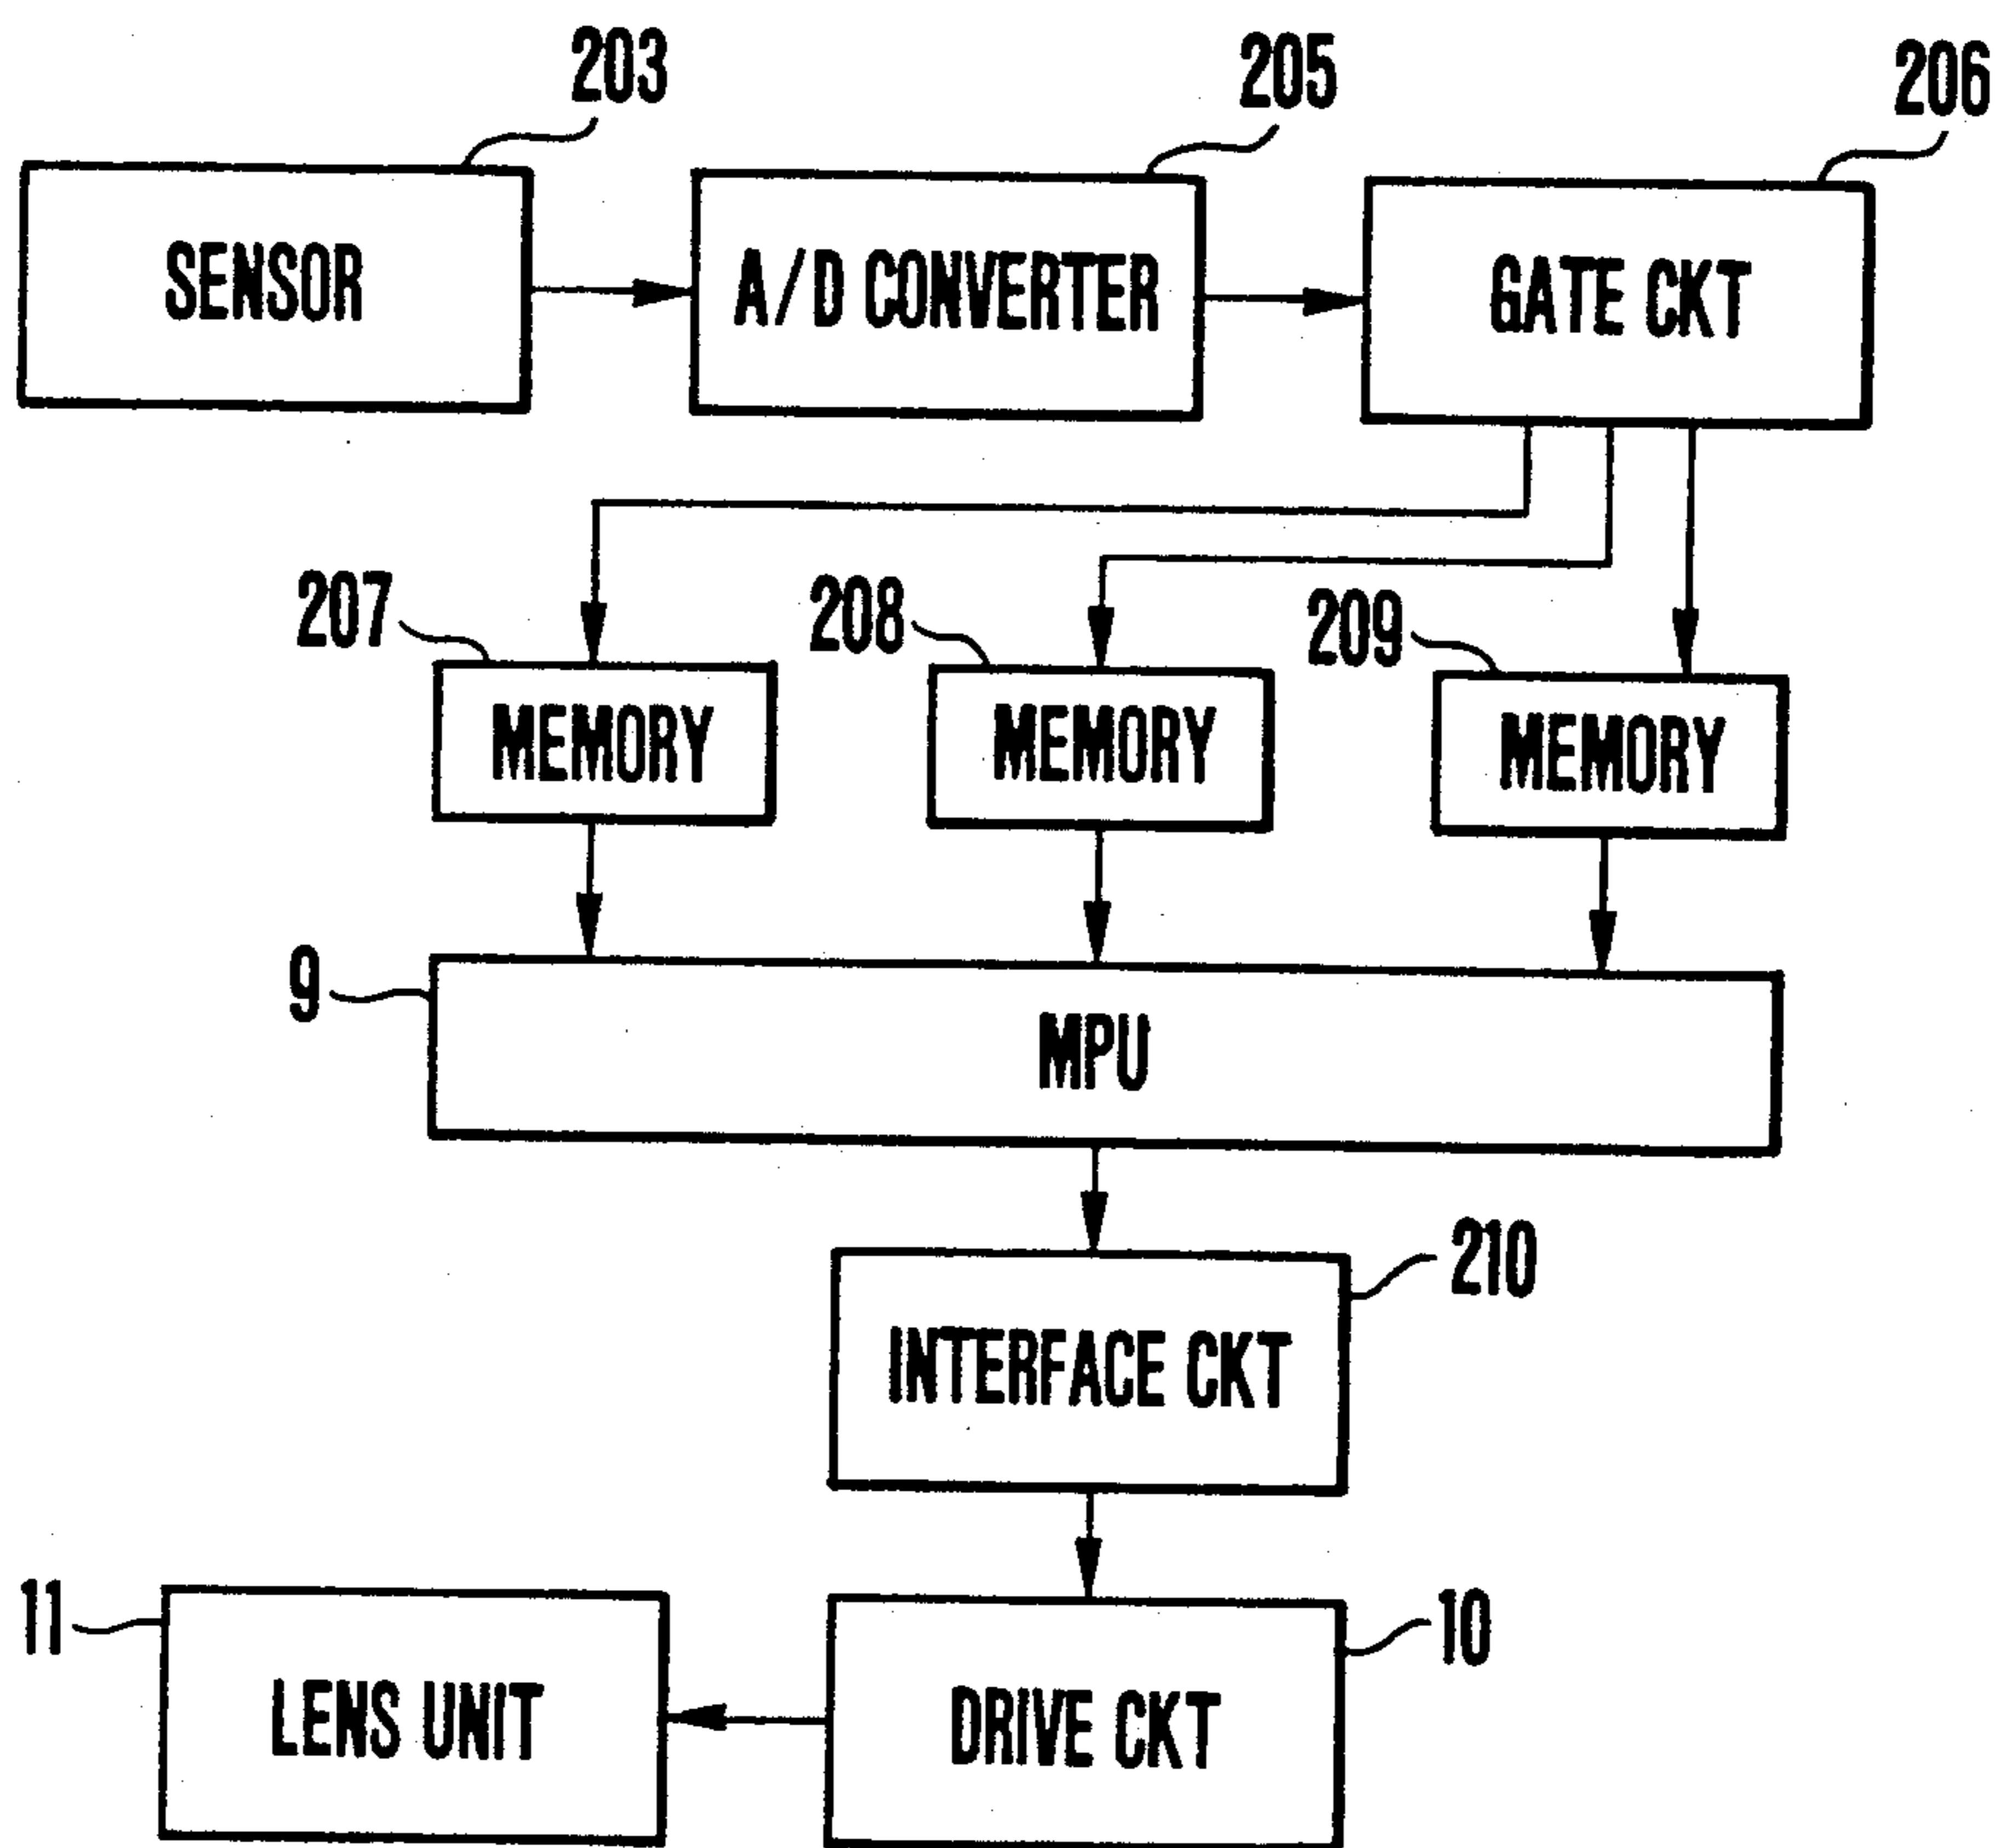 203
205
206
SENSOR
A/D CONVERTER
GATE CKT
207
208
209
MEMORY
MEMORY
MEMORY
9
MPU
210
INTERFACE CKT
11
10
LENS UNIT
DRIVE CKT